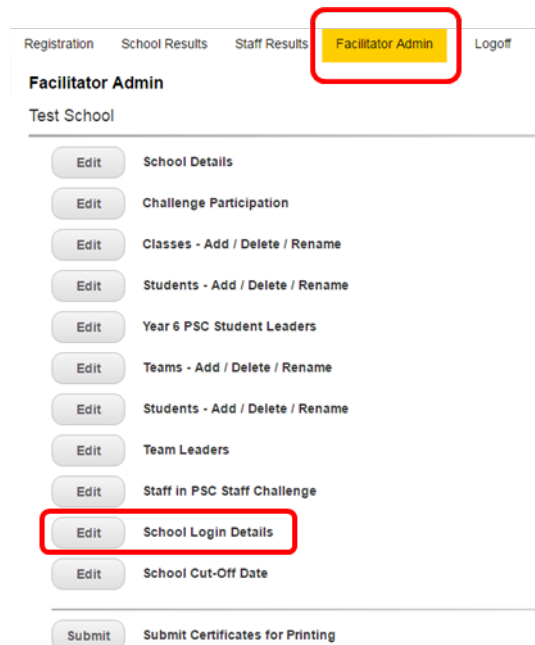 Registration School Results Staff Results Facilitator Admin Logoff
Facilitator Admin
Test School
Edit School Details
Edit Challenge Participation
Edit Classes - Add / Delete / Rename
Edit Students - Add / Delete / Rename
Edit Year 6 PSC Student Leaders
Edit Teams - Add / Delete / Rename
Edit Students - Add / Delete / Rename
Edit Team Leaders
Edit Staff in PSC Staff Challenge
Edit School Login Details
Edit School Cut-Off Date
Submit Submit Certificates for Printing